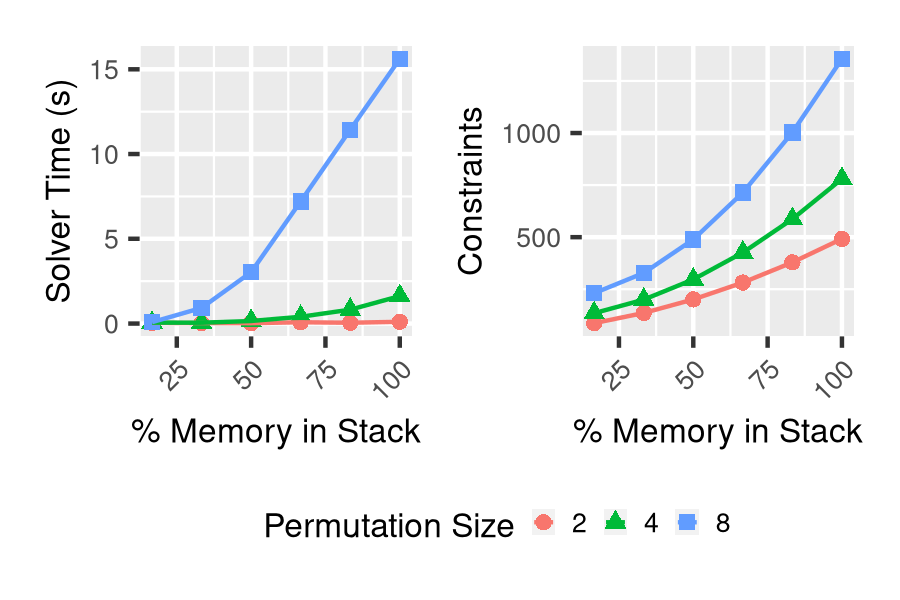 Solver Time (s)
15
10
5
0
25
50
75
100
% Memory in Stack
Constraints
1000
500
25
50
75
100
% Memory in Stack
Permutation Size 2 4 8